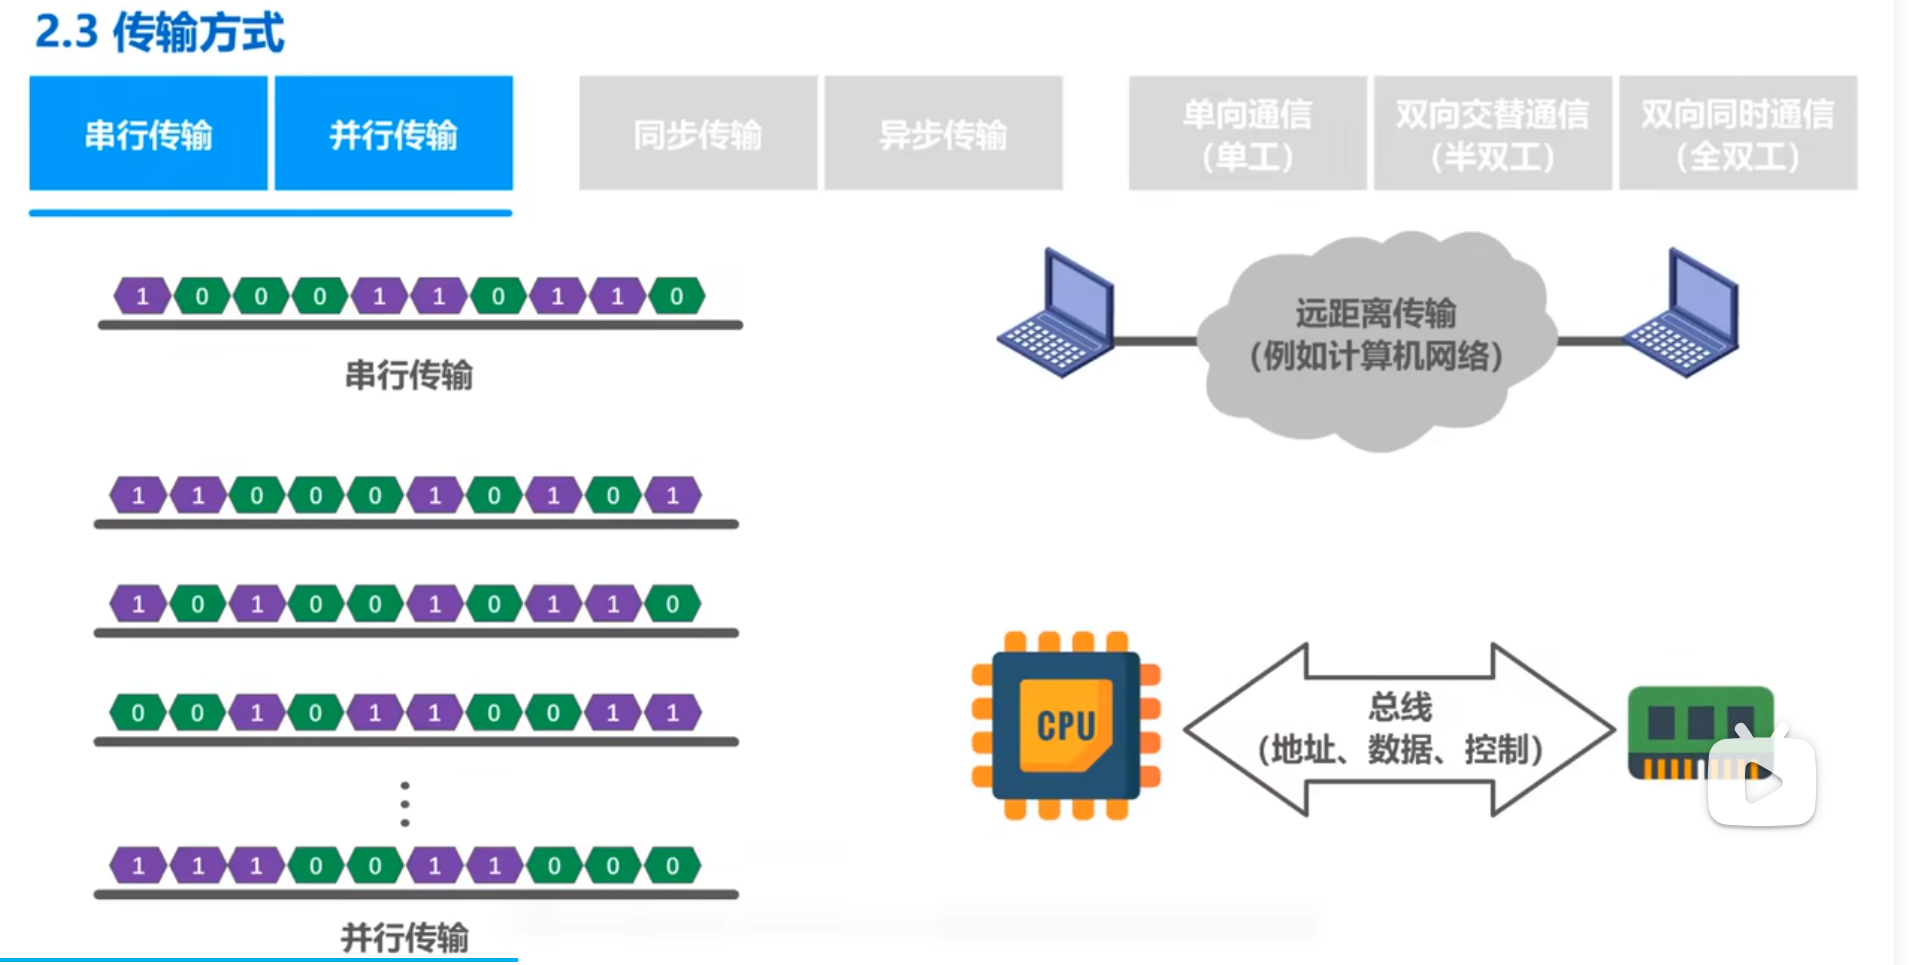 2.3 传输方式
串行传输
并行传输
同步传输
异步传输
单向通信
（单工）
双向交替通信
（半双工）
双向同时通信
（全双工）
1 0 0 0 1 1 0 1 1 0
串行传输
远距离传输
（例如计算机网络）
1 1 0 0 0 1 0 1 0 1
1 0 1 0 0 1 0 1 1 0
0 0 1 0 1 1 0 0 1 1
1 1 1 0 0 1 1 0 0 0
并行传输
CPU
总线
（地址、数据、控制）